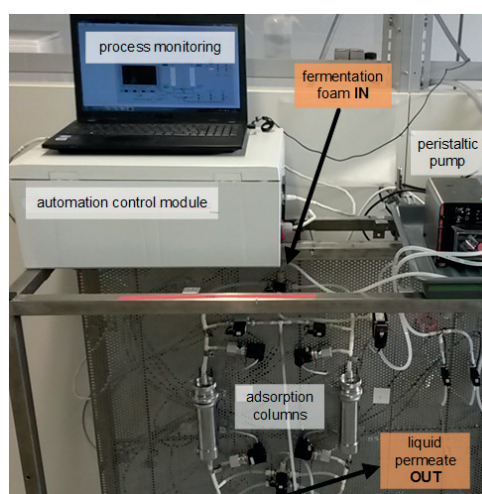 process monitoring
fermentation
foam IN
peristaltic
pump
automation control module
adsorption
columns
liquid
permeate
OUT